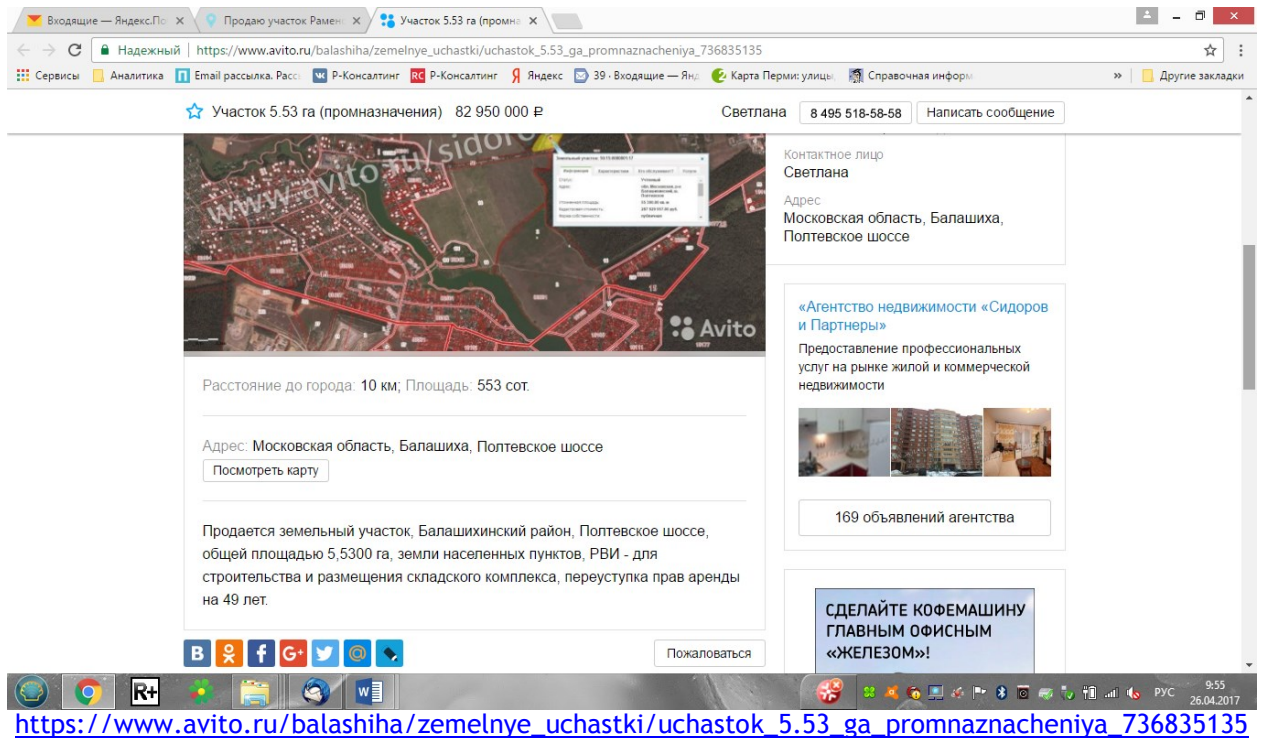 Входящие — Яндекс.По
Продаю участок Рамен
Участок 5.53 га (промна
Надежный https://www.avito.ru/balashiha/zemelnye_uchastki/uchastok_5.53_ga_promnaznacheniya_736835135
Сервисы Аналитика Email рассылка. Расс Р-Консалтинг Р-Консалтинг Яндекс 39 · Входящие — Янд Карта Перми: улицы, Справочная информ » Другие закладки
Участок 5.53 га (промназначения) 82 950 000 ₽ Светлана 8 495 518-58-58 Написать сообщение
www.avito.ru/sidoro
Avito
Контактное лицо
Светлана
Адрес
Московская область, Балашиха,
Полтевское шоссе
«Агентство недвижимости «Сидоров
и Партнеры»
Предоставление профессиональных
услуг на рынке жилой и коммерческой
недвижимости
169 объявлений агентства
Расстояние до города: 10 км; Площадь: 553 сот.
Адрес: Московская область, Балашиха, Полтевское шоссе
Посмотреть карту
Продается земельный участок, Балашихинский район, Полтевское шоссе,
общей площадью 5,5300 га, земли населенных пунктов, РВИ - для
строительства и размещения складского комплекса, переуступка прав аренды
на 49 лет.
Пожаловаться
СДЕЛАЙТЕ КОФЕМАШИНУ
ГЛАВНЫМ ОФИСНЫМ
«ЖЕЛЕЗОМ»!
РУС 9:55
26.04.2017
https://www.avito.ru/balashiha/zemelnye_uchastki/uchastok_5.53_ga_promnaznacheniya_736835135